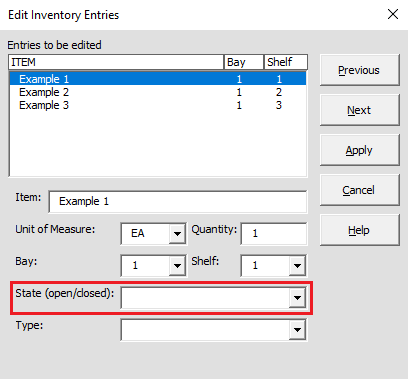 Edit Inventory Entries
Entries to be edited
ITEM Bay Shelf
Example 1 1 1
Example 2 1 2
Example 3 1 3
Previous
Next
Apply
Cancel
Help
Item: Example 1
Unit of Measure: EA Quantity: 1
Bay: 1 Shelf: 1
State (open/closed):
Type: